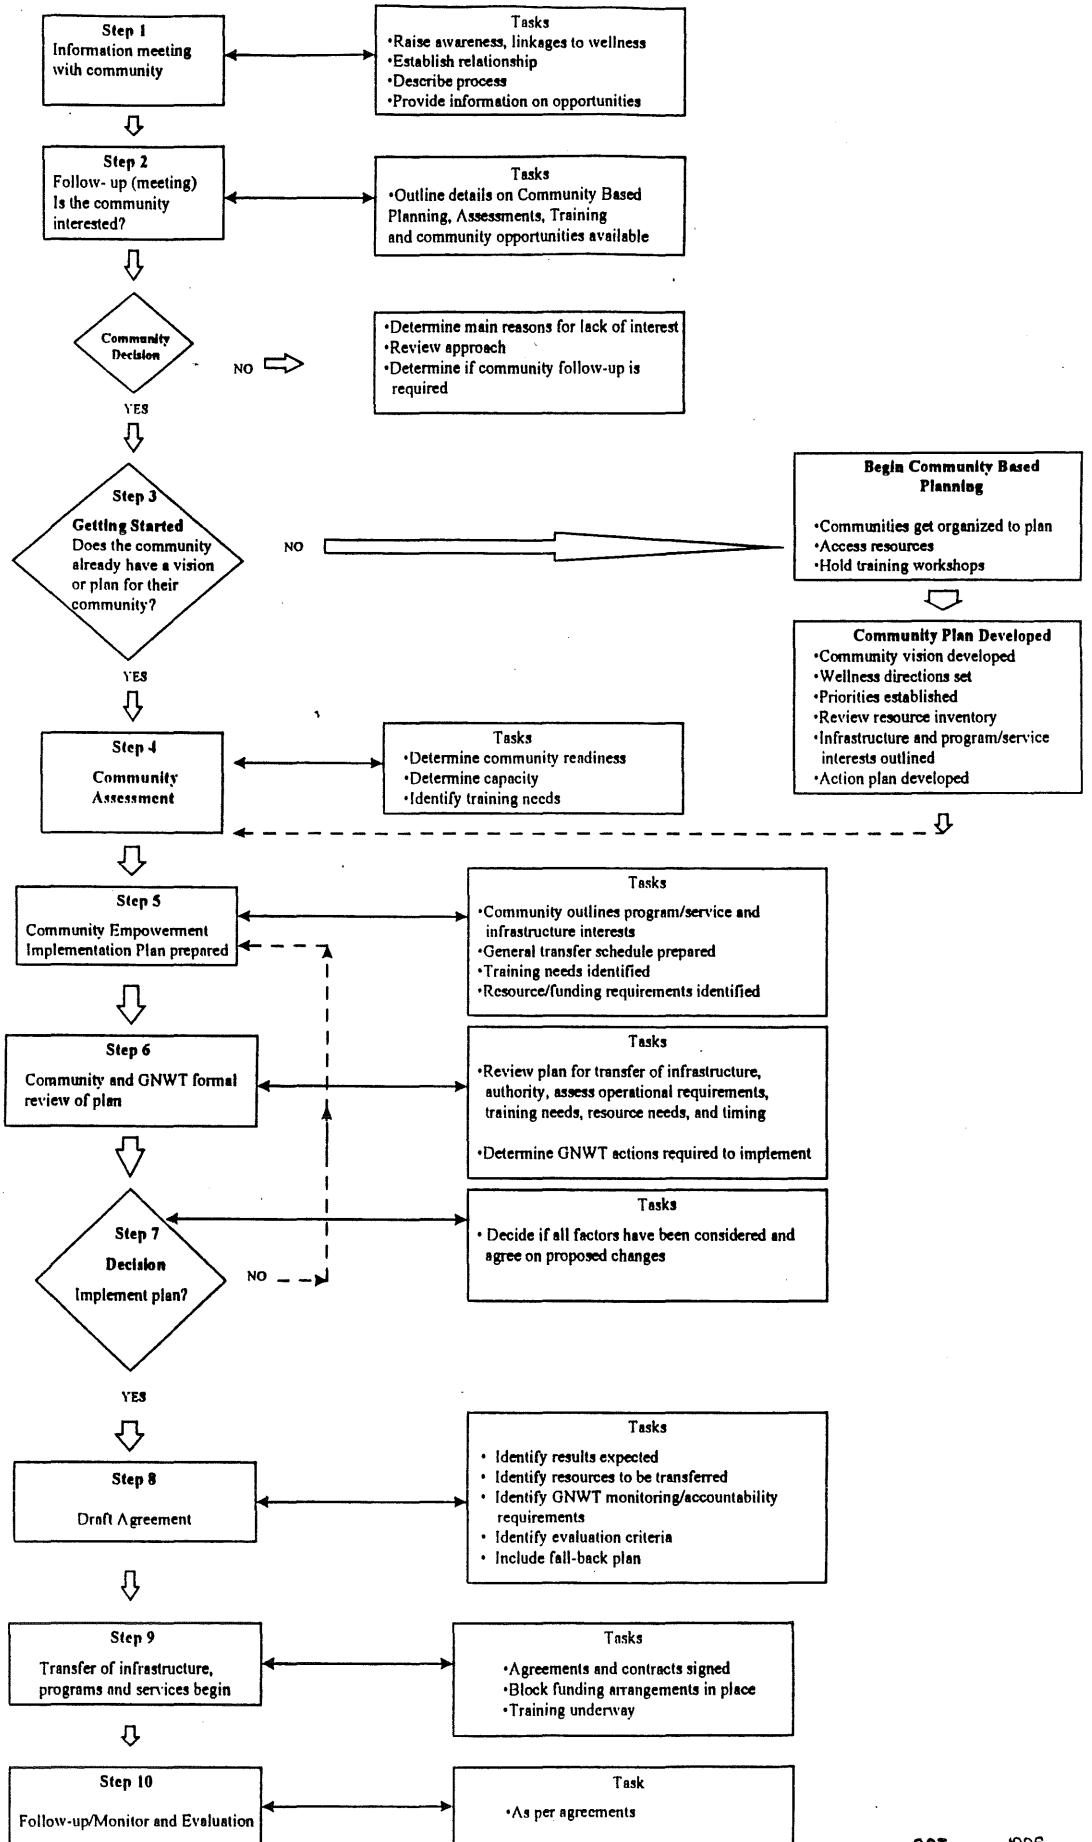 Step 1
Information meeting
with community
Tasks
•Raise awareness, linkages to wellness
•Establish relationship
•Describe process
•Provide information on opportunities
Step 2
Follow- up (meeting)
Is the community
interested?
Tasks
•Outline details on Community Based
Planning, Assessments, Training
and community opportunities available
Community
Decision
NO
•Determine main reasons for lack of interest
•Review approach
•Determine if community follow-up is
required
YES
Step 3
Getting Started
Does the community
already have a vision
or plan for their
community?
NO
Begin Community Based
Planning
•Communities get organized to plan
•Access resources
•Hold training workshops
Community Plan Developed
•Community vision developed
•Wellness directions set
•Priorities established
•Review resource inventory
•Infrastructure and program/service
interests outlined
•Action plan developed
YES
Step 4
Community
Assessment
Tasks
•Determine community readiness
•Determine capacity
•Identify training needs
Step 5
Community Empowerment
Implementation Plan prepared
Tasks
•Community outlines program/service and
infrastructure interests
•General transfer schedule prepared
•Training needs identified
•Resource/funding requirements identified
Step 6
Community and GNWT formal
review of plan
Tasks
•Review plan for transfer of infrastructure,
authority, assess operational requirements,
training needs, resource needs, and timing
•Determine GNWT actions required to implement
Step 7
Decision
Implement plan?
NO
Tasks
• Decide if all factors have been considered and
agree on proposed changes
YES
Step 8
Draft Agreement
Tasks
• Identify results expected
• Identify resources to be transferred
• Identify GNWT monitoring/accountability
requirements
• Identify evaluation criteria
• Include fall-back plan
Step 9
Transfer of infrastructure,
programs and services begin
Tasks
•Agreements and contracts signed
•Block funding arrangements in place
•Training underway
Step 10
Follow-up/Monitor and Evaluation
Task
•As per agreements